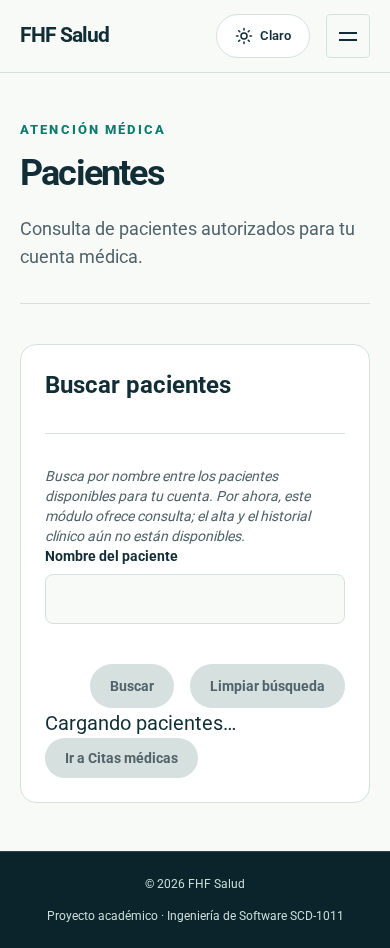 FHF Salud
Claro
ATENCIÓN MÉDICA
Pacientes
Consulta de pacientes autorizados para tu
cuenta médica.
Buscar pacientes
Busca por nombre entre los pacientes
disponibles para tu cuenta. Por ahora, este
módulo ofrece consulta; el alta y el historial
clínico aún no están disponibles.
Nombre del paciente
Buscar
Limpiar búsqueda
Cargando pacientes…
Ir a Citas médicas
© 2026 FHF Salud
Proyecto académico · Ingeniería de Software SCD-1011